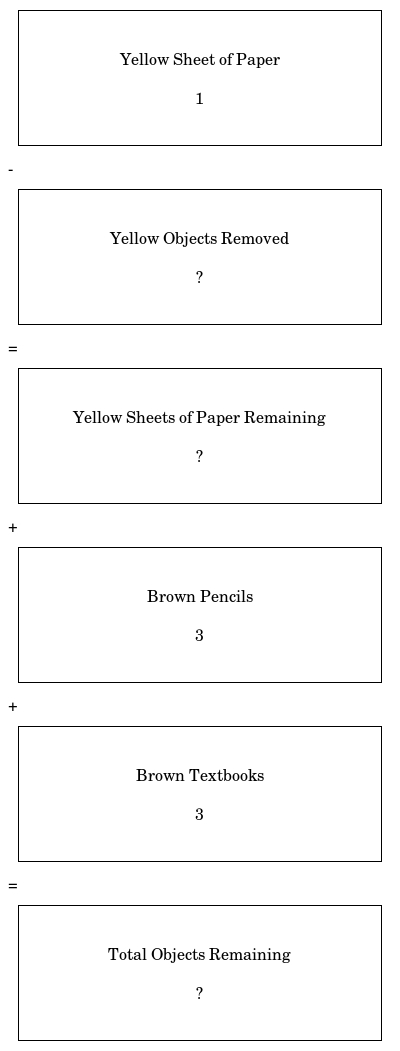 Yellow Sheet of Paper
1
-
Yellow Objects Removed
?
=
Yellow Sheets of Paper Remaining
?
+
Brown Pencils
3
+
Brown Textbooks
3
=
Total Objects Remaining
?